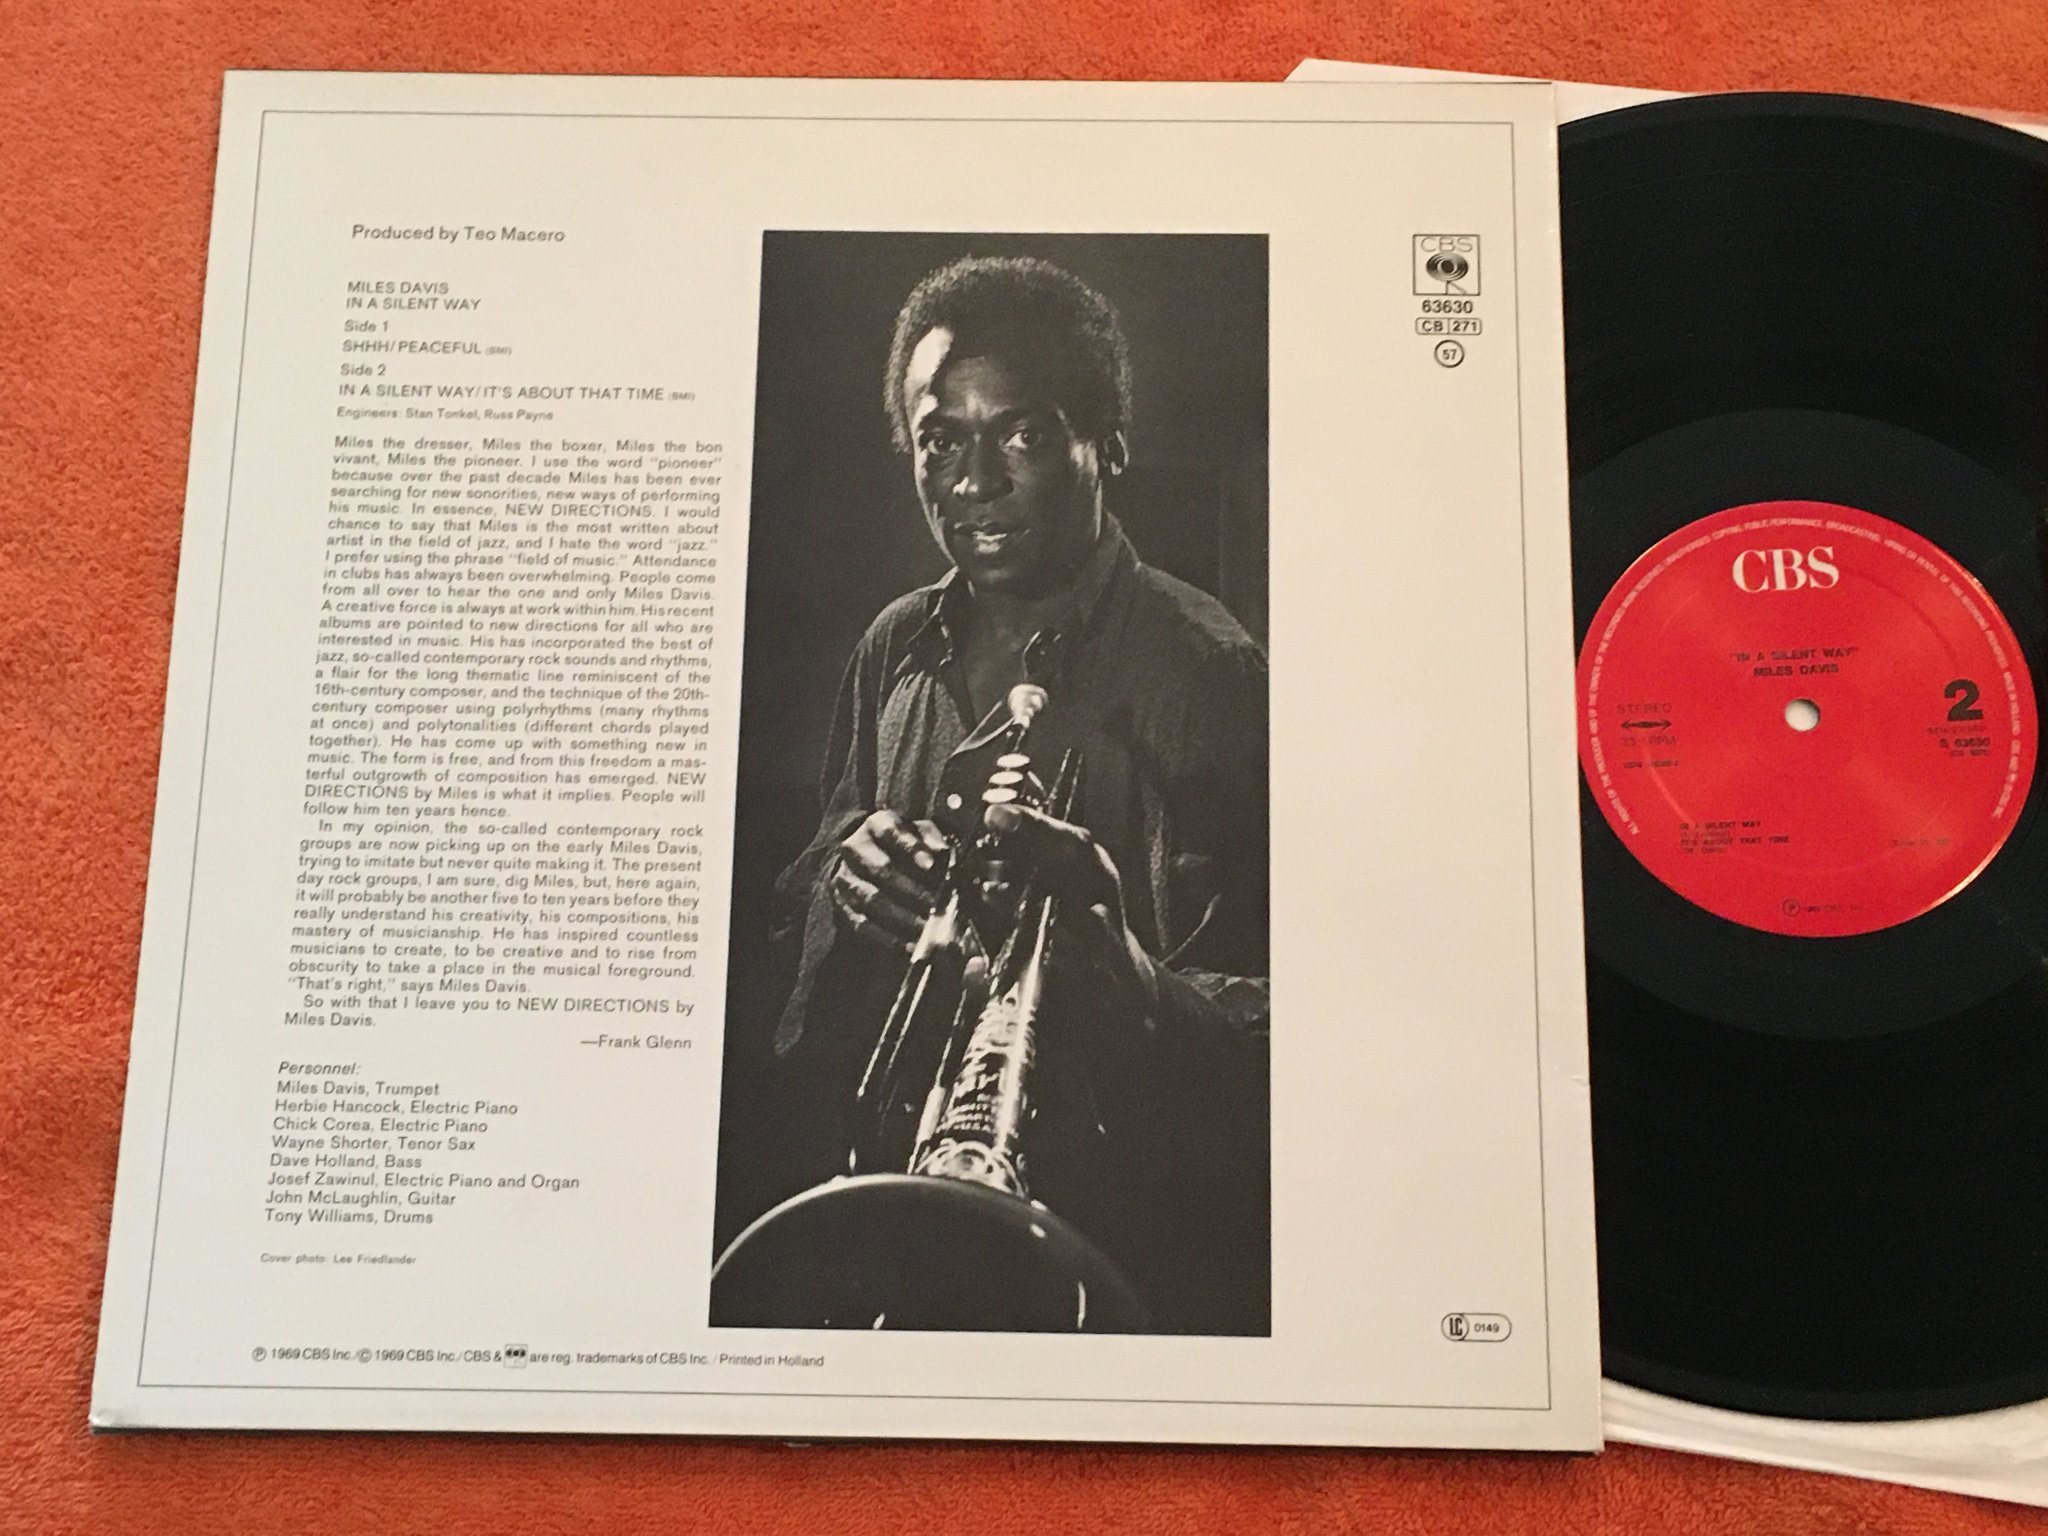 Produced by Teo Macero
MILES DAVIS
IN A SILENT WAY
Side 1
SHHH/PEACEFUL (BMI)
Side 2
IN A SILENT WAY/IT'S ABOUT THAT TIME (BMI)
Engineers: Stan Tonkel, Russ Payne
Miles the dresser, Miles the boxer, Miles the bon
vivant, Miles the pioneer. I use the word "pioneer"
because over the past decade Miles has been ever
searching for new sonorities, new ways of performing
his music. In essence, NEW DIRECTIONS. I would
chance to say that Miles is the most written about
artist in the field of jazz, and I hate the word "jazz."
I prefer using the phrase "field of music." Attendance
in clubs has always been overwhelming. People come
from all over to hear the one and only Miles Davis.
A creative force is always at work within him. His recent
albums are pointed to new directions for all who are
interested in music. His has incorporated the best of
jazz, so-called contemporary rock sounds and rhythms,
a flair for the long thematic line reminiscent of the
16th-century composer, and the technique of the 20th-
century composer using polyrhythms (many rhythms
at once) and polytonalities (different chords played
together). He has come up with something new in
music. The form is free, and from this freedom a mas-
terful outgrowth of composition has emerged. NEW
DIRECTIONS by Miles is what it implies. People will
follow him ten years hence.
In my opinion, the so-called contemporary rock
groups are now picking up on the early Miles Davis,
trying to imitate but never quite making it. The present
day rock groups, I am sure, dig Miles, but, here again,
it will probably be another five to ten years before they
really understand his creativity, his compositions, his
mastery of musicianship. He has inspired countless
musicians to create, to be creative and to rise from
obscurity to take a place in the musical foreground.
"That's right," says Miles Davis.
So with that I leave you to NEW DIRECTIONS by
Miles Davis.
—Frank Glenn
Personnel:
Miles Davis, Trumpet
Herbie Hancock, Electric Piano
Chick Corea, Electric Piano
Wayne Shorter, Tenor Sax
Dave Holland, Bass
Josef Zawinul, Electric Piano and Organ
John McLaughlin, Guitar
Tony Williams, Drums
Cover photo: Lee Friedlander
℗ 1969 CBS Inc./© 1969 CBS Inc./CBS & are reg. trademarks of CBS Inc. / Printed in Holland
CBS
63630
CB 271
57
LC 0149
CBS
"IN A SILENT WAY"
MILES DAVIS
STEREO
33 RPM
2
S 63630
IN A SILENT WAY
IT'S ABOUT THAT TIME